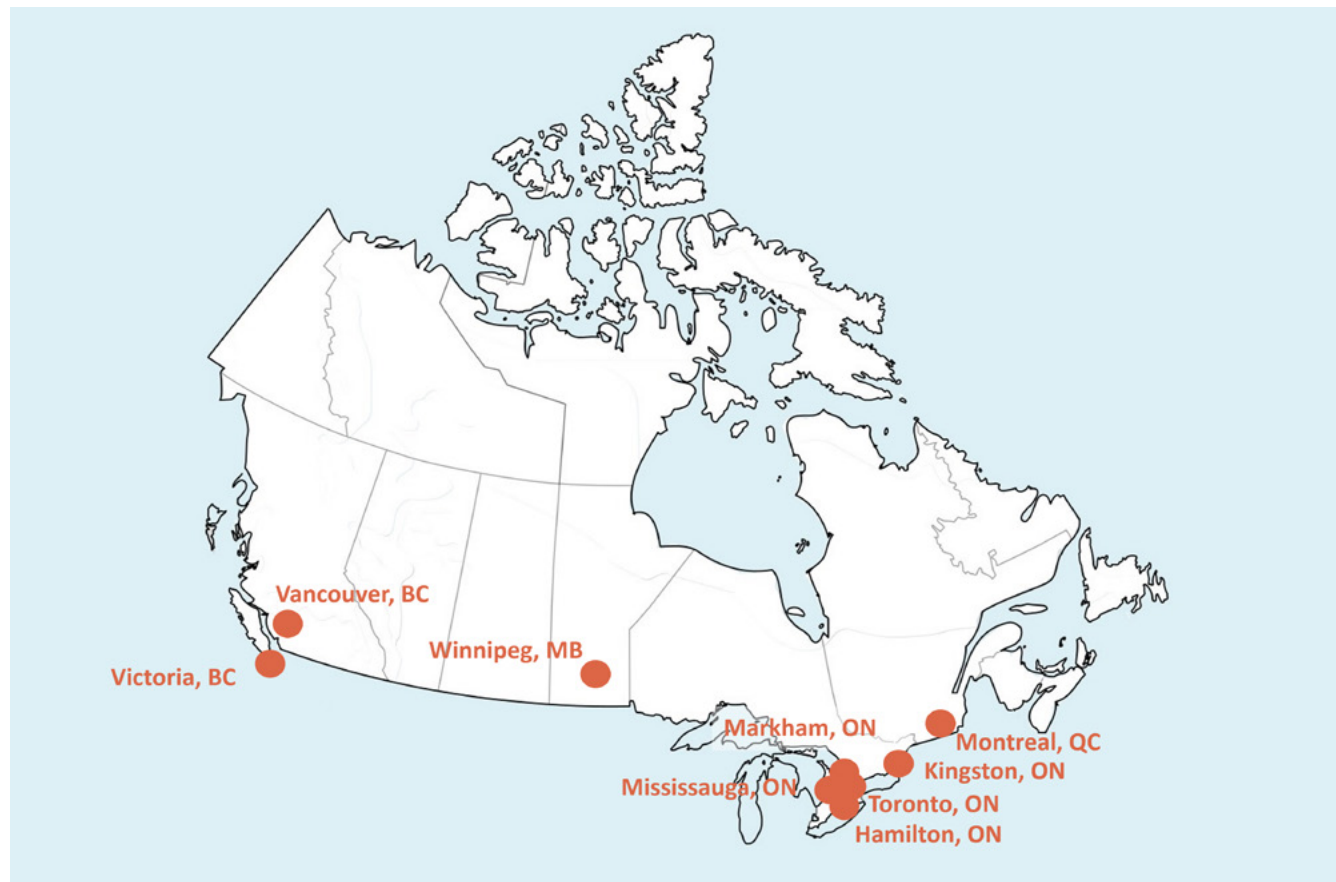 Vancouver, BC
Winnipeg, MB
Victoria, BC
Markham, ON
Montreal, QC
Kingston, ON
Mississauga, ON
Toronto, ON
Hamilton, ON